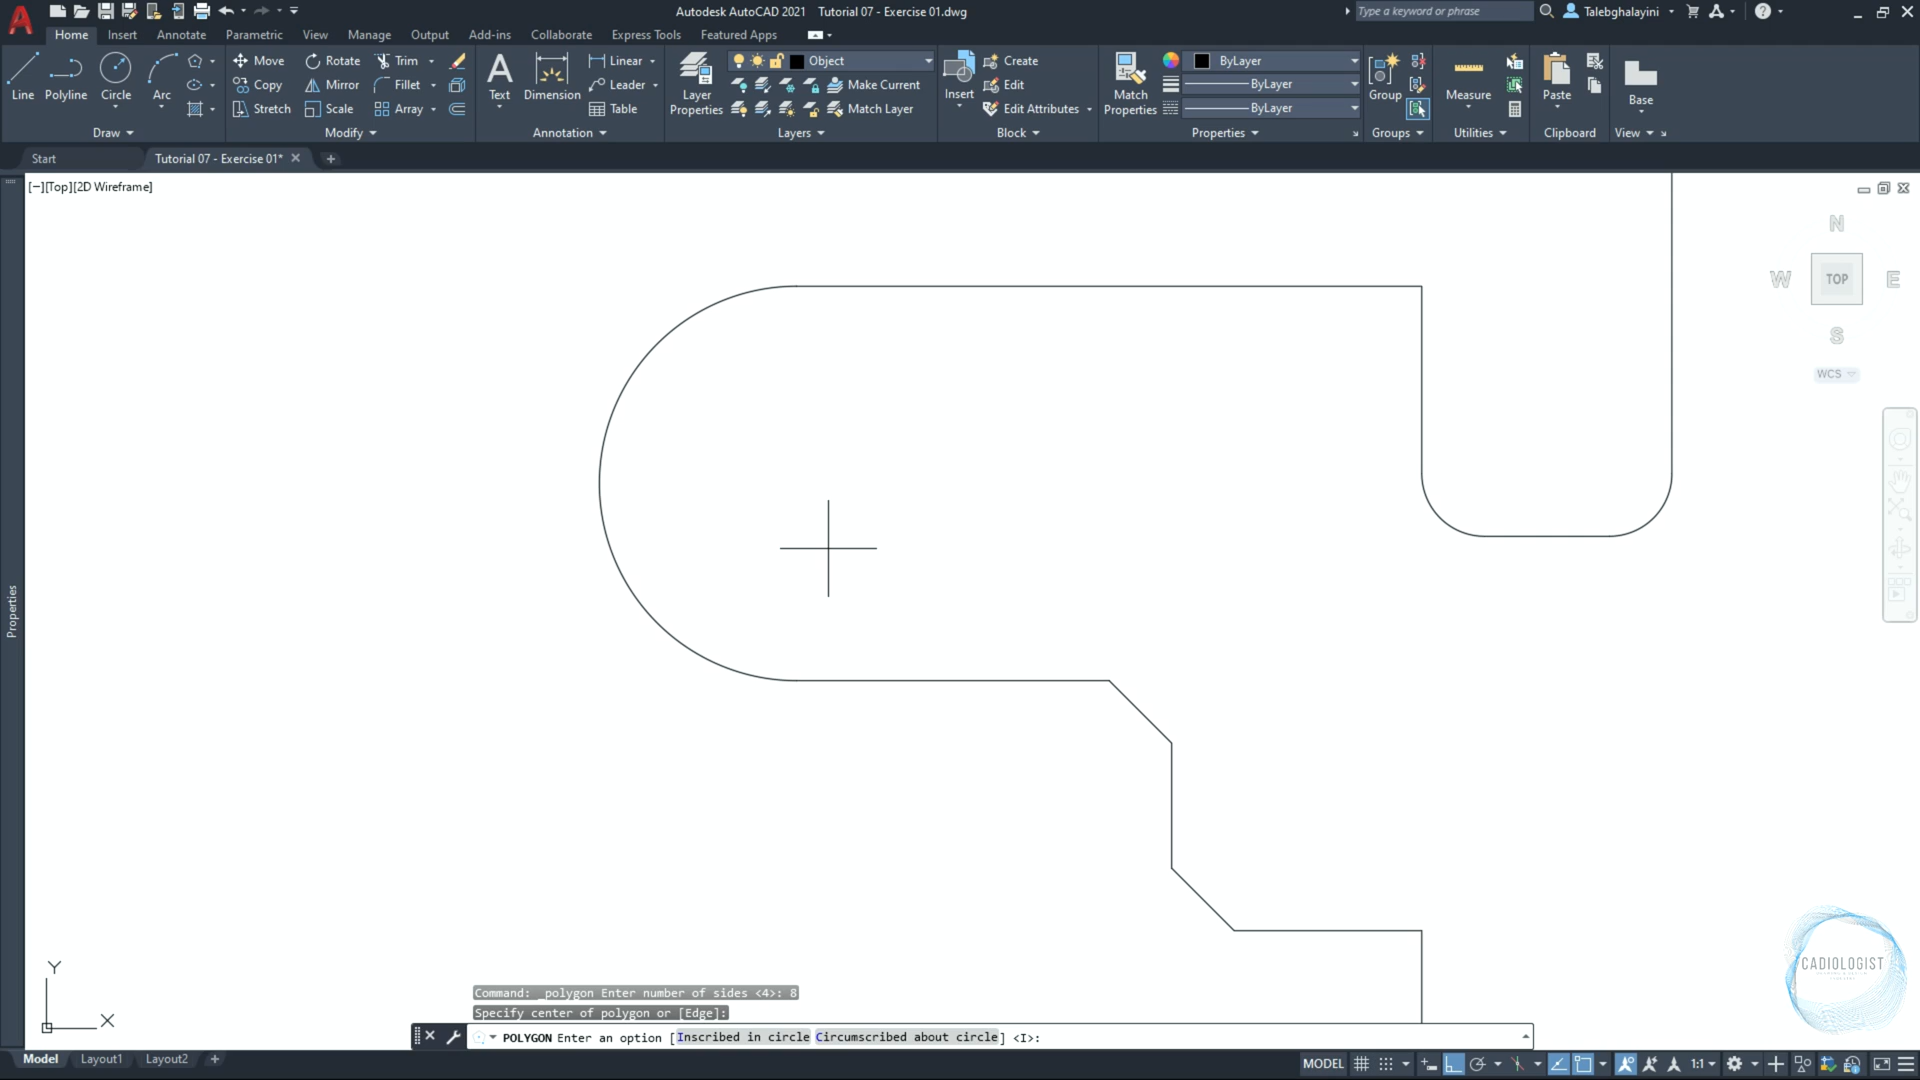 Autodesk AutoCAD 2021 Tutorial 07 - Exercise 01.dwg
Type a keyword or phrase
Talebghalayini
Home Insert Annotate Parametric View Manage Output Add-ins Collaborate Express Tools Featured Apps
Line Polyline Circle Arc
Move Rotate Trim
Copy Mirror Fillet
Stretch Scale Array
Text Dimension
Linear
Leader
Table
Layer Properties
Object
Make Current
Match Layer
Insert
Create
Edit
Edit Attributes
Match Properties
ByLayer
ByLayer
ByLayer
Group
Measure
Paste
Base
Draw Modify Annotation Layers Block Properties Groups Utilities Clipboard View
Start Tutorial 07 - Exercise 01*
[−][Top][2D Wireframe]
N
W TOP E
S
WCS
Properties
CADIOLOGIST
Y
X
Command: _polygon Enter number of sides <4>: 8
Specify center of polygon or [Edge]:
POLYGON Enter an option [Inscribed in circle Circumscribed about circle] <I>:
Model Layout1 Layout2
MODEL 1:1